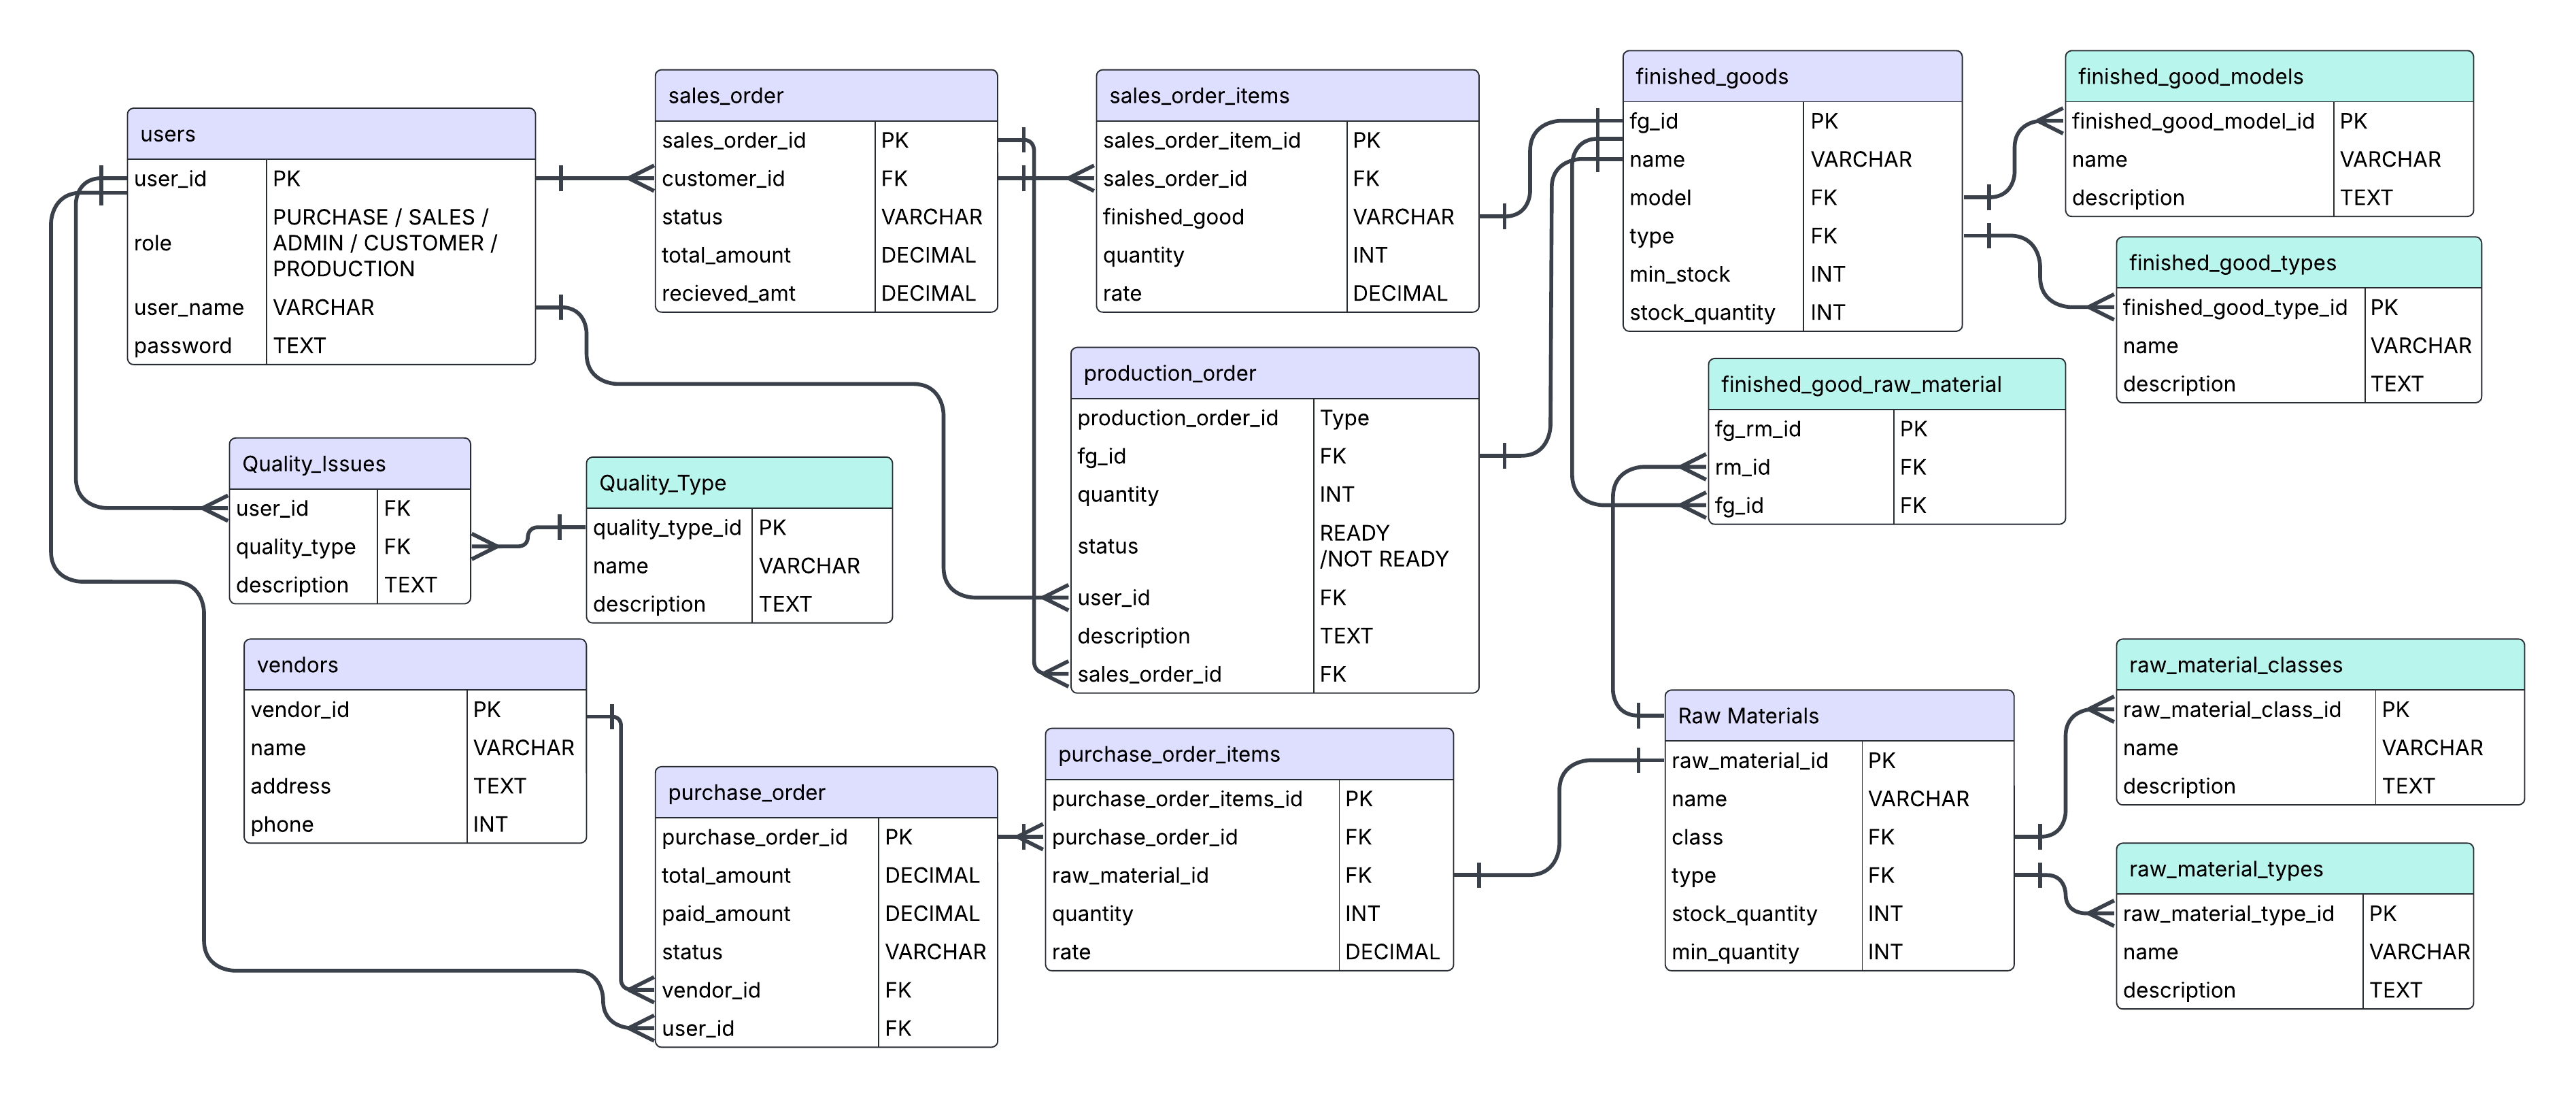 users
user_id PK
role PURCHASE / SALES /
ADMIN / CUSTOMER /
PRODUCTION
user_name VARCHAR
password TEXT
sales_order
sales_order_id PK
customer_id FK
status VARCHAR
total_amount DECIMAL
recieved_amt DECIMAL
sales_order_items
sales_order_item_id PK
sales_order_id FK
finished_good VARCHAR
quantity INT
rate DECIMAL
finished_goods
fg_id PK
name VARCHAR
model FK
type FK
min_stock INT
stock_quantity INT
finished_good_models
finished_good_model_id PK
name VARCHAR
description TEXT
finished_good_types
finished_good_type_id PK
name VARCHAR
description TEXT
production_order
production_order_id Type
fg_id FK
quantity INT
status READY
/NOT READY
user_id FK
description TEXT
sales_order_id FK
finished_good_raw_material
fg_rm_id PK
rm_id FK
fg_id FK
Quality_Issues
user_id FK
quality_type FK
description TEXT
Quality_Type
quality_type_id PK
name VARCHAR
description TEXT
vendors
vendor_id PK
name VARCHAR
address TEXT
phone INT
purchase_order
purchase_order_id PK
total_amount DECIMAL
paid_amount DECIMAL
status VARCHAR
vendor_id FK
user_id FK
purchase_order_items
purchase_order_items_id PK
purchase_order_id FK
raw_material_id FK
quantity INT
rate DECIMAL
Raw Materials
raw_material_id PK
name VARCHAR
class FK
type FK
stock_quantity INT
min_quantity INT
raw_material_classes
raw_material_class_id PK
name VARCHAR
description TEXT
raw_material_types
raw_material_type_id PK
name VARCHAR
description TEXT